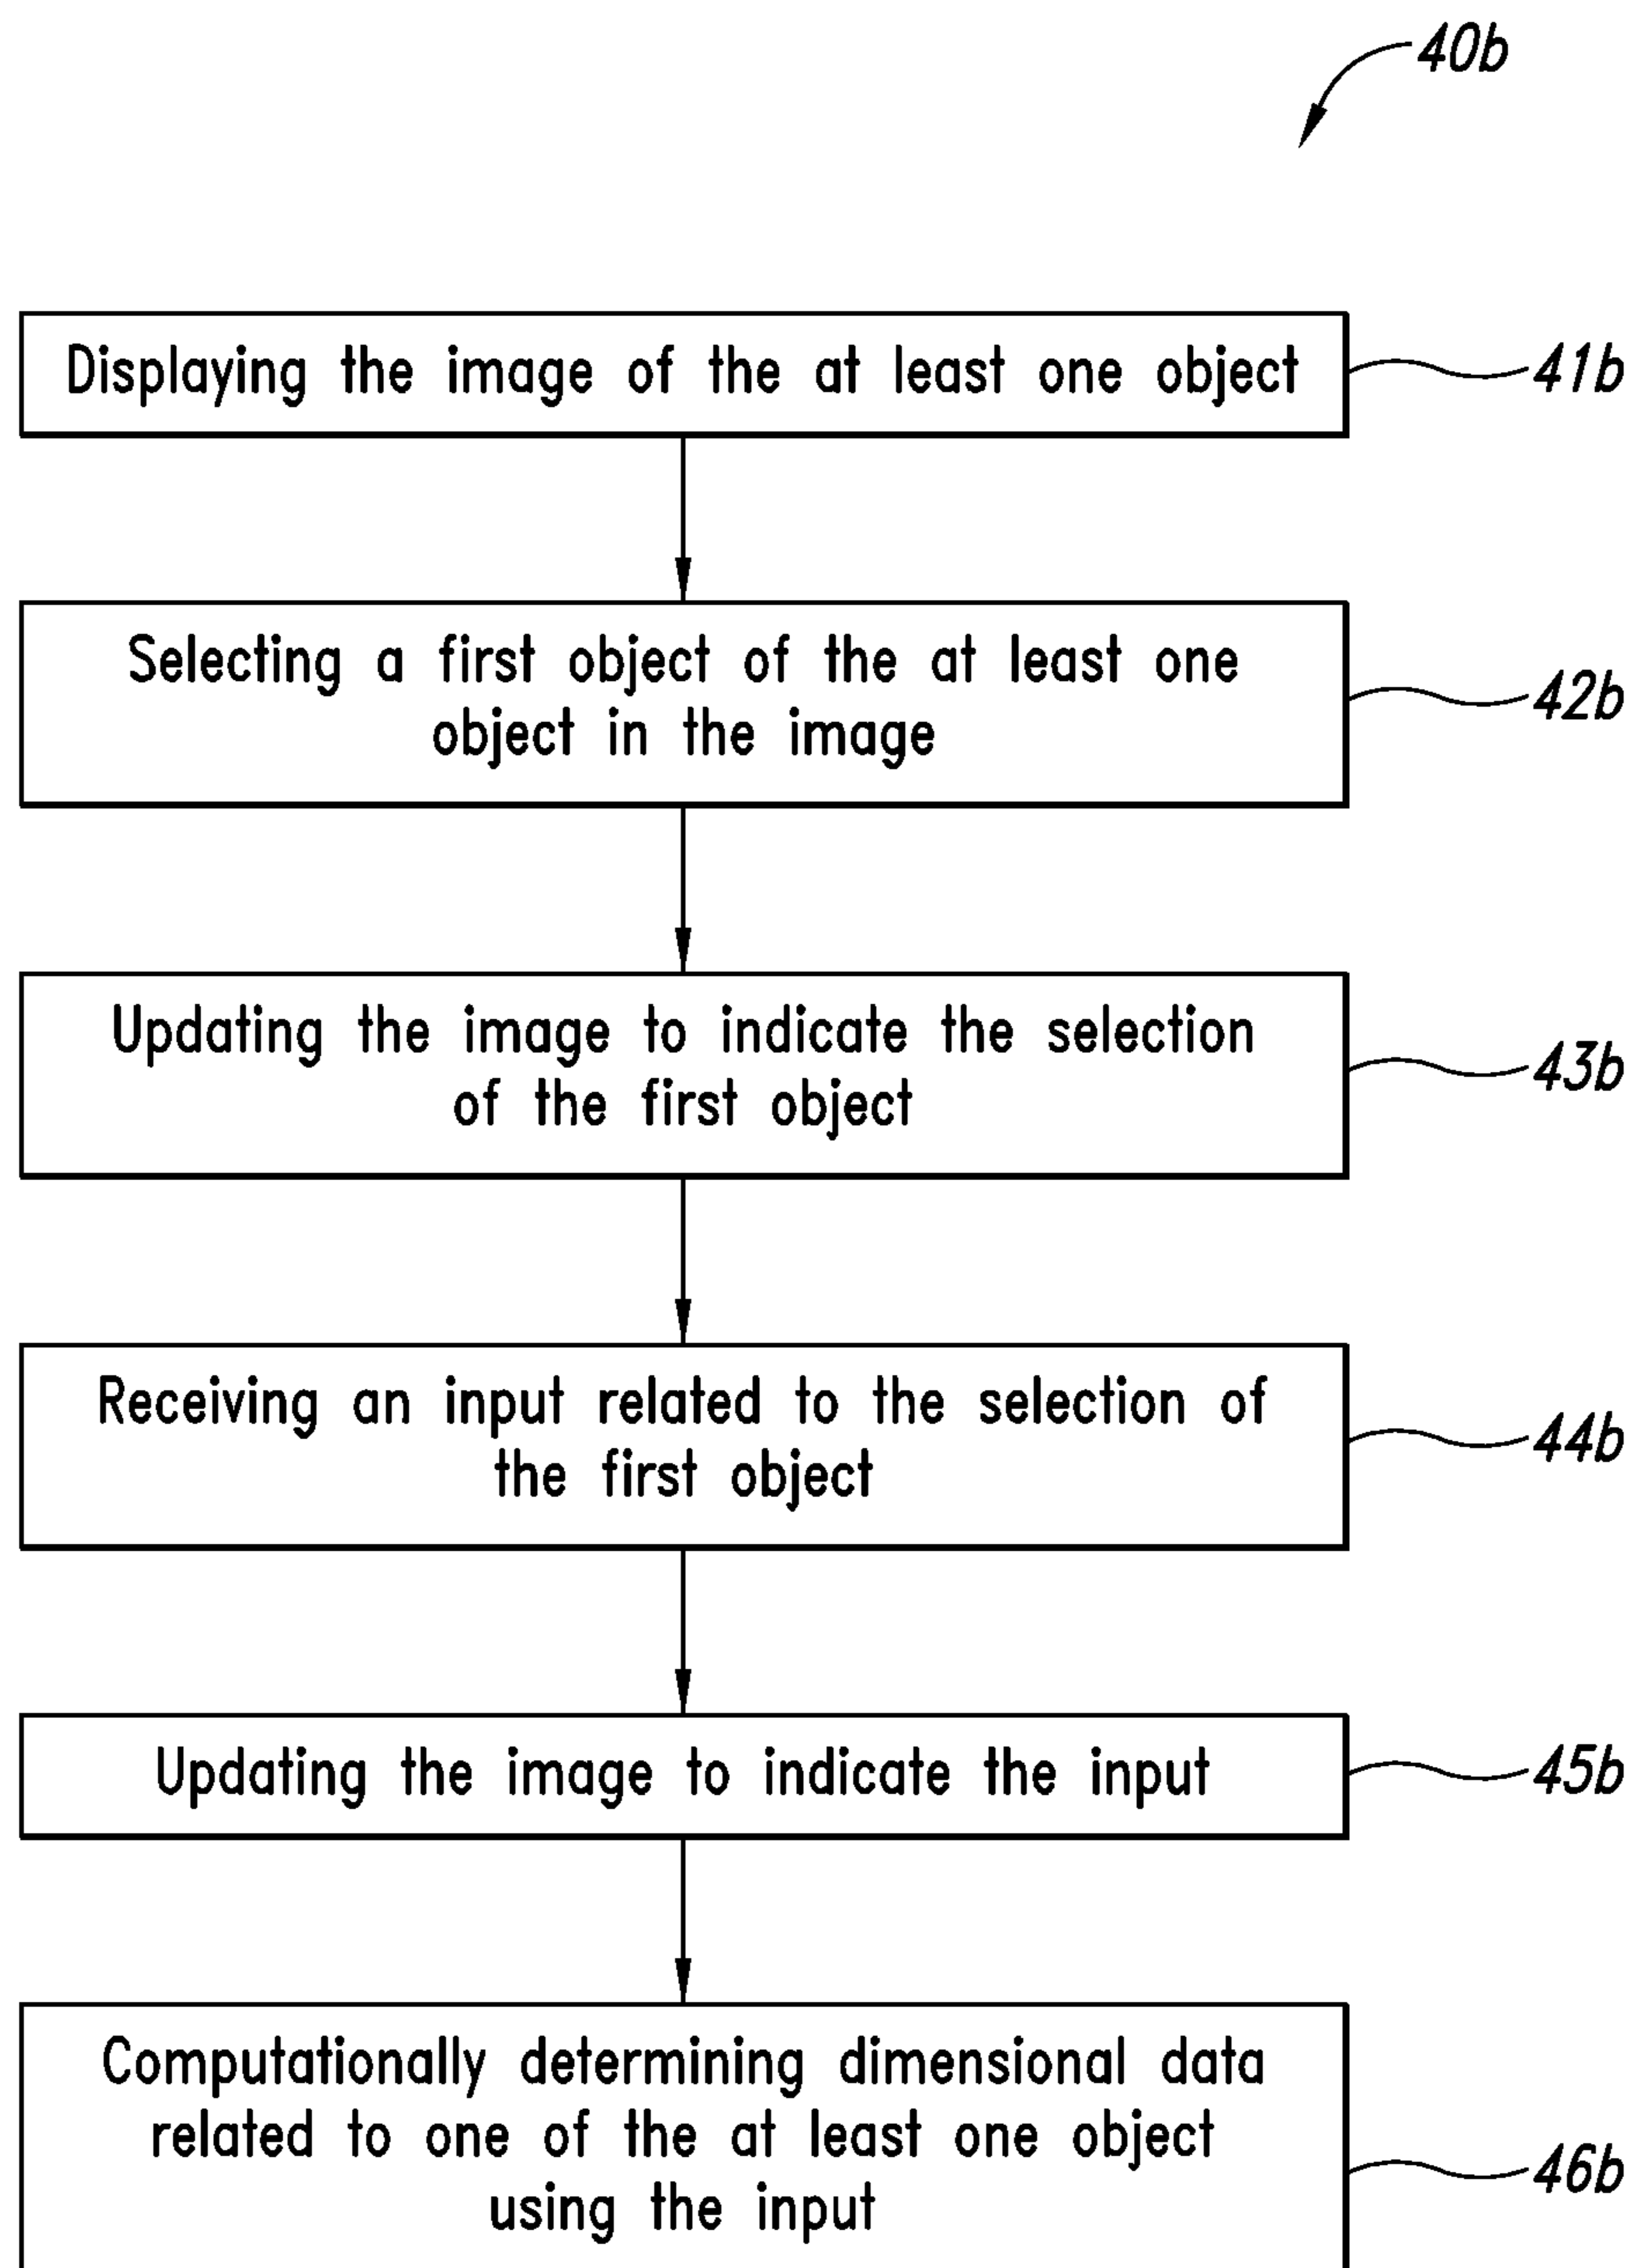 40b
Displaying the image of the at least one object
41b
Selecting a first object of the at least one
object in the image
42b
Updating the image to indicate the selection
of the first object
43b
Receiving an input related to the selection of
the first object
44b
Updating the image to indicate the input
45b
Computationally determining dimensional data
related to one of the at least one object
using the input
46b